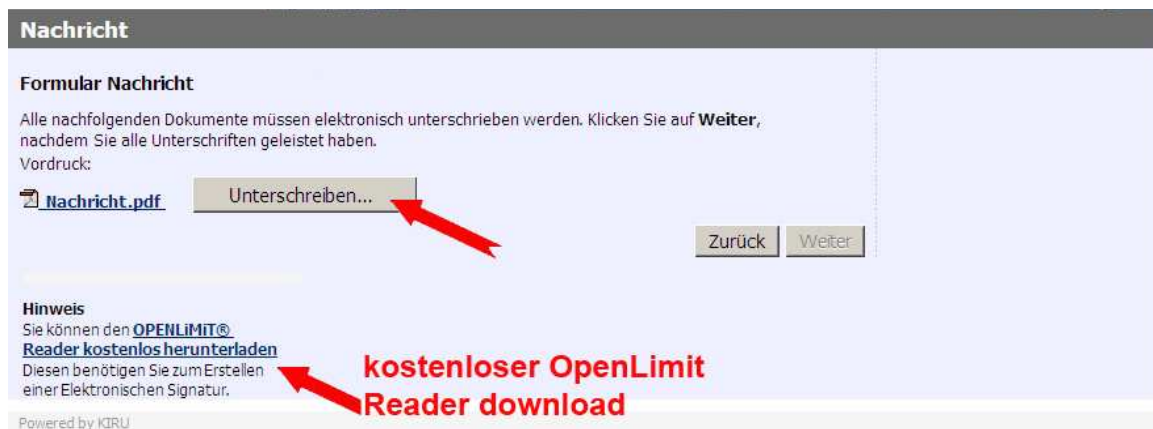 Nachricht
Formular Nachricht
Alle nachfolgenden Dokumente müssen elektronisch unterschrieben werden. Klicken Sie auf Weiter,
nachdem Sie alle Unterschriften geleistet haben.
Vordruck:
Nachricht.pdf Unterschreiben...
Zurück Weiter
Hinweis
Sie können den OPENLiMiT®
Reader kostenlos herunterladen
Diesen benötigen Sie zum Erstellen
einer Elektronischen Signatur.
kostenloser OpenLimit
Reader download
Powered by KIRU